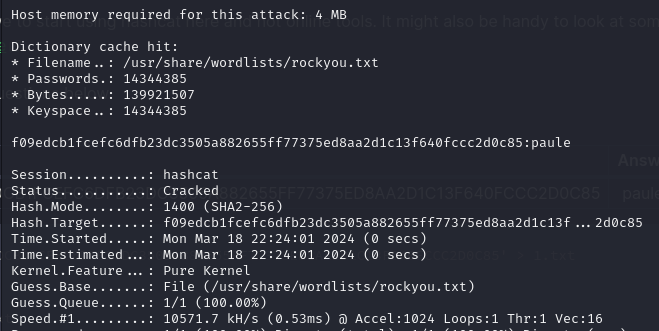 Host memory required for this attack: 4 MB
Dictionary cache hit:
* Filename..: /usr/share/wordlists/rockyou.txt
* Passwords.: 14344385
* Bytes.....: 139921507
* Keyspace..: 14344385
f09edcb1fcefc6dfb23dc3505a882655ff77375ed8aa2d1c13f640fccc2d0c85:paule
Session..........: hashcat
Status...........: Cracked
Hash.Mode........: 1400 (SHA2-256)
Hash.Target......: f09edcb1fcefc6dfb23dc3505a882655ff77375ed8aa2d1c13f...2d0c85
Time.Started.....: Mon Mar 18 22:24:01 2024 (0 secs)
Time.Estimated...: Mon Mar 18 22:24:01 2024 (0 secs)
Kernel.Feature...: Pure Kernel
Guess.Base.......: File (/usr/share/wordlists/rockyou.txt)
Guess.Queue......: 1/1 (100.00%)
Speed.#1.........: 10571.7 kH/s (0.53ms) @ Accel:1024 Loops:1 Thr:1 Vec:16